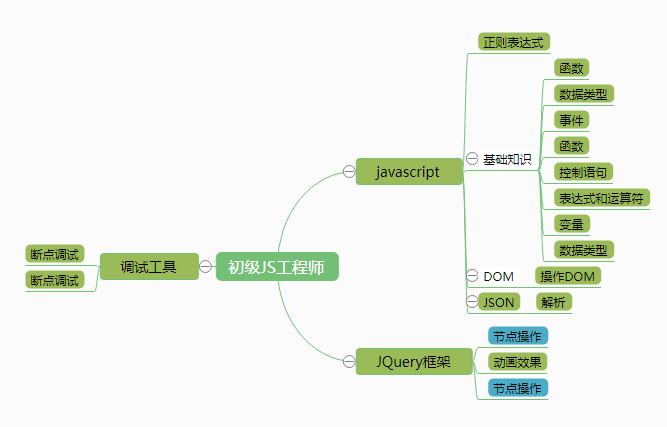 初级JS工程师
javascript
正则表达式
基础知识
函数
数据类型
事件
函数
控制语句
表达式和运算符
变量
数据类型
DOM
操作DOM
JSON
解析
JQuery框架
节点操作
动画效果
节点操作
调试工具
断点调试
断点调试